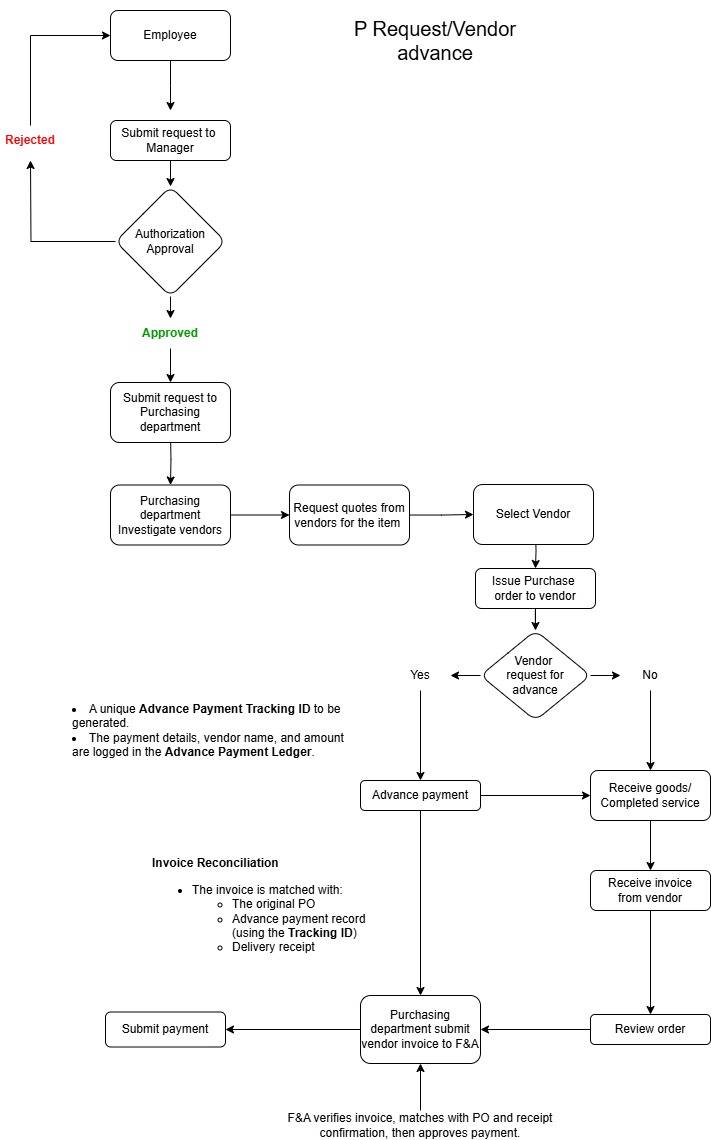 P Request/Vendor
advance
Employee
Rejected
Submit request to
Manager
Authorization
Approval
Approved
Submit request to
Purchasing
department
Purchasing
department
Investigate vendors
Request quotes from
vendors for the item
Select Vendor
Issue Purchase
order to vendor
Vendor
request for
advance
Yes
No
• A unique Advance Payment Tracking ID to be
generated.
• The payment details, vendor name, and amount
are logged in the Advance Payment Ledger.
Advance payment
Receive goods/
Completed service
Invoice Reconciliation
• The invoice is matched with:
○ The original PO
○ Advance payment record
(using the Tracking ID)
○ Delivery receipt
Receive invoice
from vendor
Submit payment
Purchasing
department submit
vendor invoice to F&A
Review order
F&A verifies invoice, matches with PO and receipt
confirmation, then approves payment.